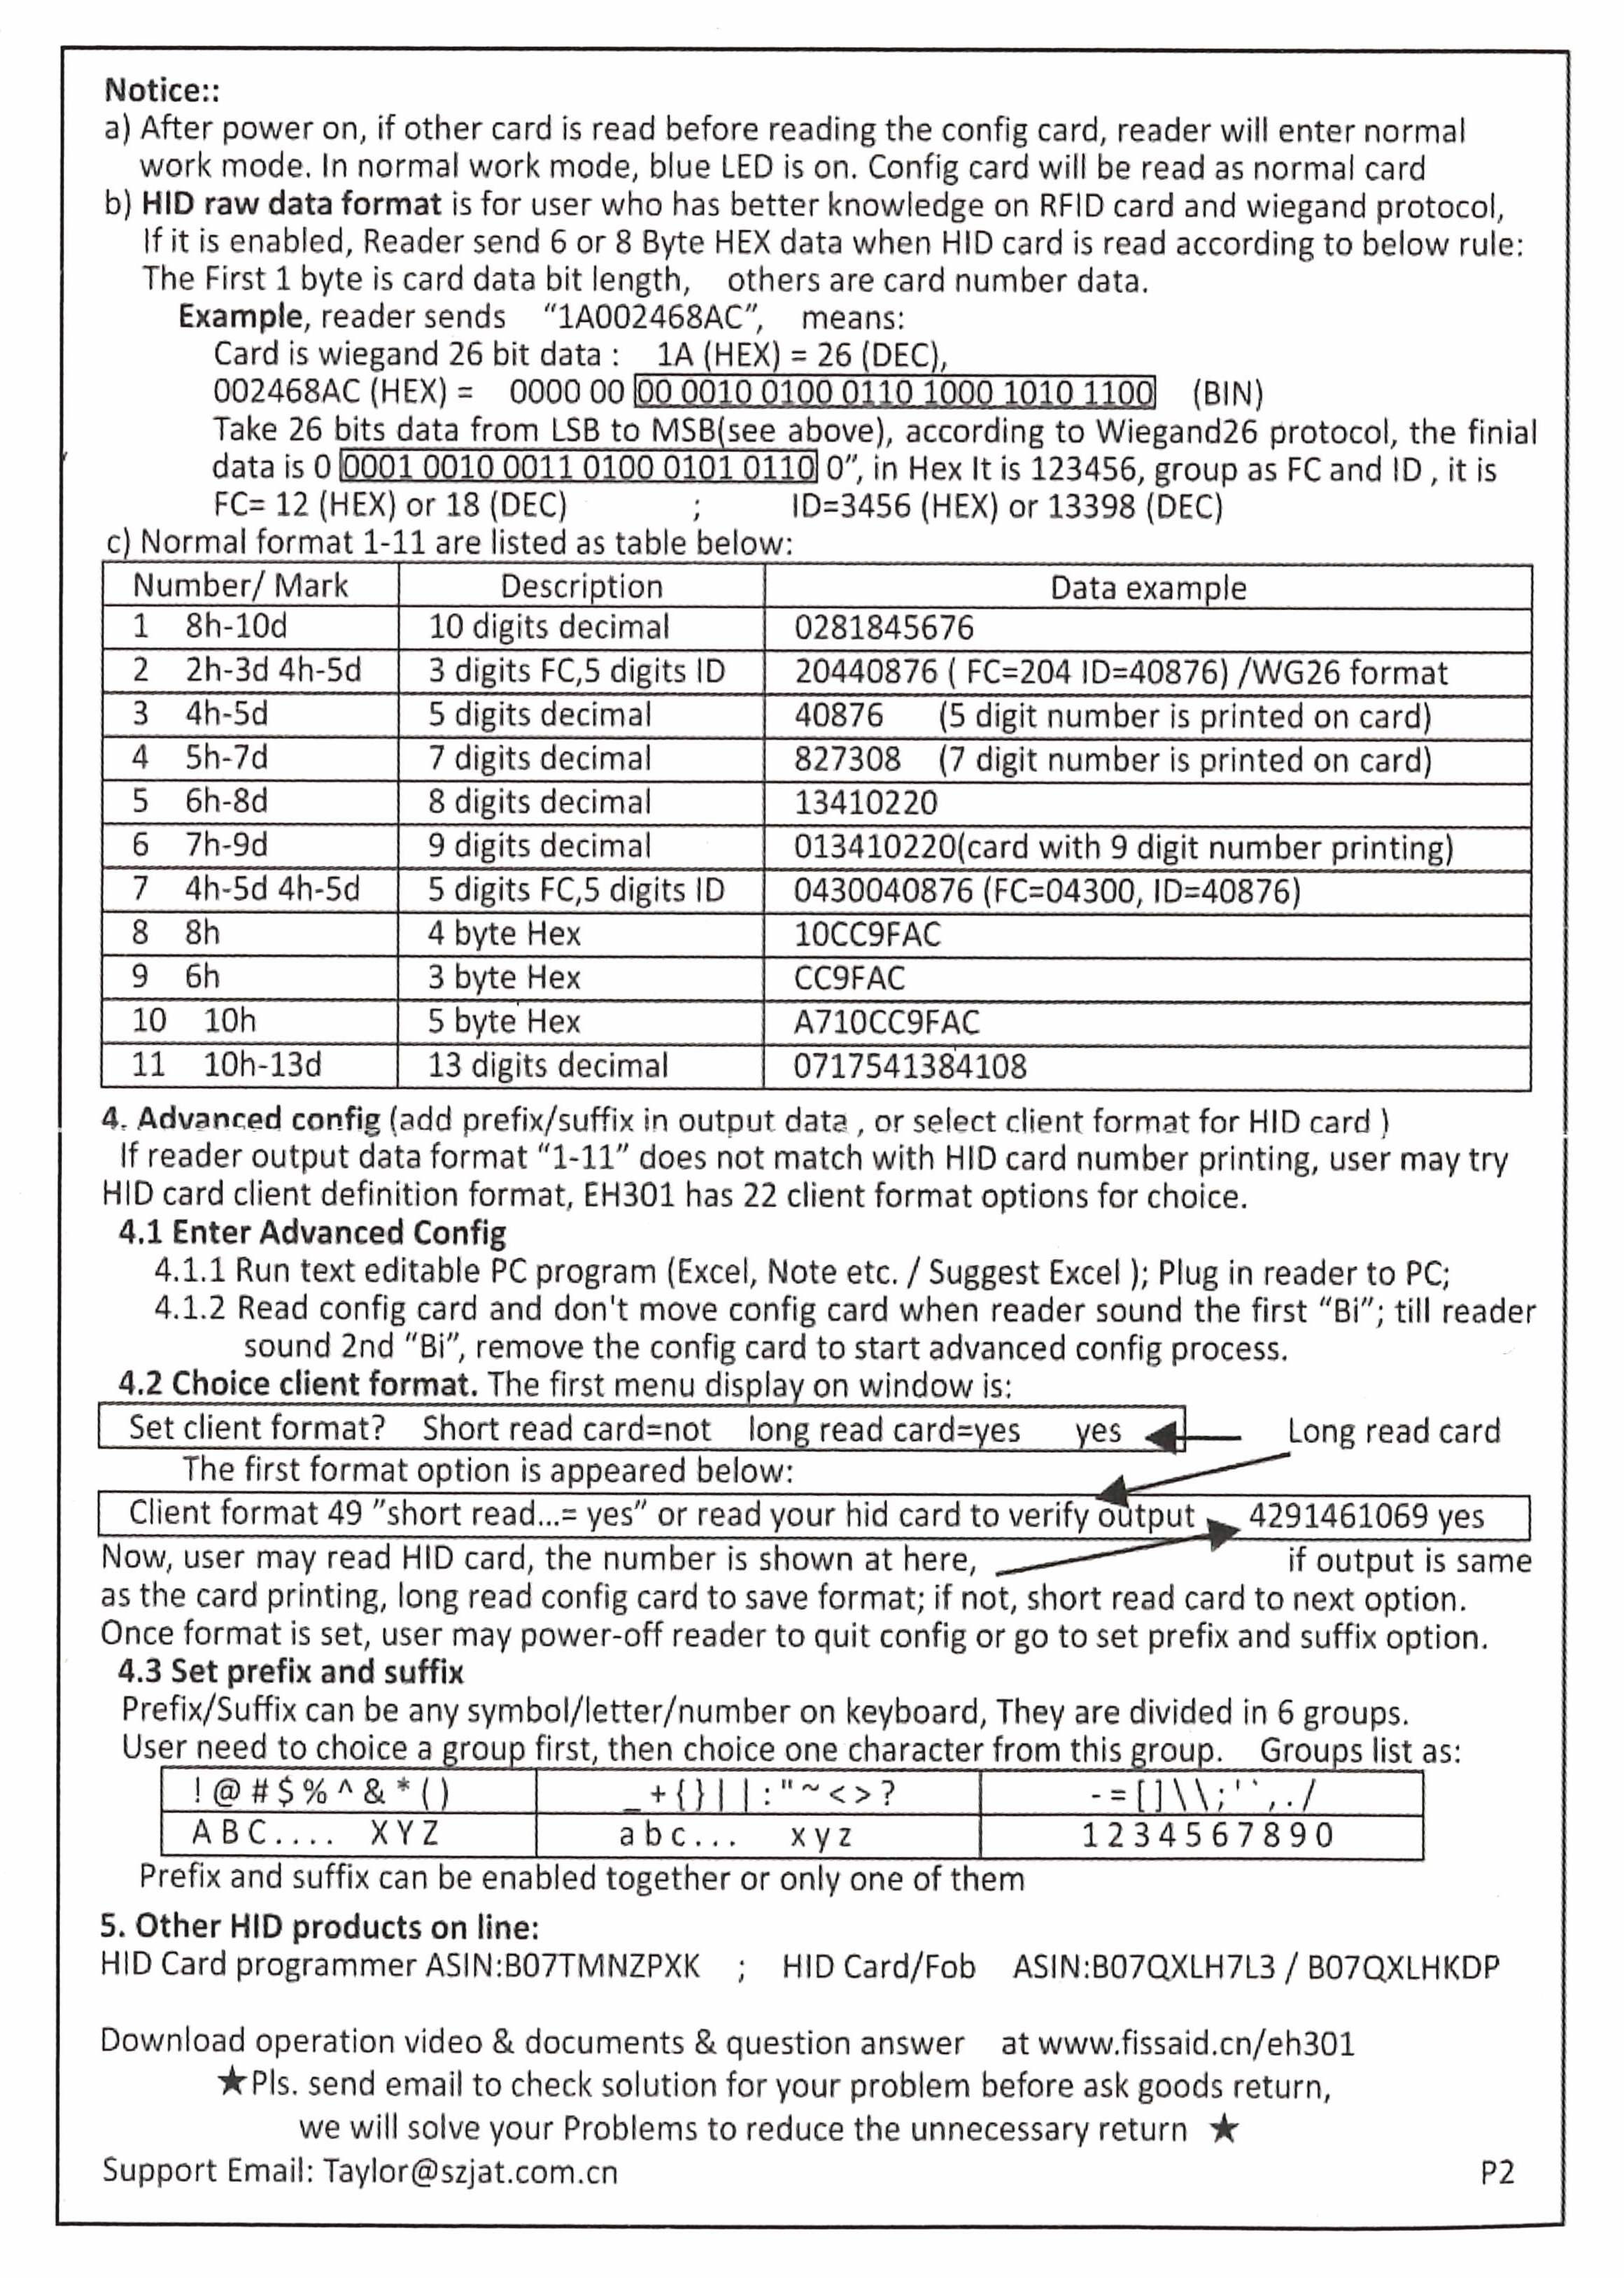 Notice::
a) After power on, if other card is read before reading the config card, reader will enter normal
work mode. In normal work mode, blue LED is on. Config card will be read as normal card
b) HID raw data format is for user who has better knowledge on RFID card and wiegand protocol,
If it is enabled, Reader send 6 or 8 Byte HEX data when HID card is read according to below rule:
The First 1 byte is card data bit length, others are card number data.
Example, reader sends "1A002468AC", means:
Card is wiegand 26 bit data : 1A (HEX) = 26 (DEC),
002468AC (HEX) = 0000 00 00 0010 0100 0110 1000 1010 1100 (BIN)
Take 26 bits data from LSB to MSB(see above), according to Wiegand26 protocol, the finial
data is 0 0001 0010 0011 0100 0101 0110 0", in Hex It is 123456, group as FC and ID , it is
FC= 12 (HEX) or 18 (DEC) ; ID=3456 (HEX) or 13398 (DEC)
c) Normal format 1-11 are listed as table below:
Number/ Mark Description Data example
1 8h-10d 10 digits decimal 0281845676
2 2h-3d 4h-5d 3 digits FC,5 digits ID 20440876 ( FC=204 ID=40876) /WG26 format
3 4h-5d 5 digits decimal 40876 (5 digit number is printed on card)
4 5h-7d 7 digits decimal 827308 (7 digit number is printed on card)
5 6h-8d 8 digits decimal 13410220
6 7h-9d 9 digits decimal 013410220(card with 9 digit number printing)
7 4h-5d 4h-5d 5 digits FC,5 digits ID 0430040876 (FC=04300, ID=40876)
8 8h 4 byte Hex 10CC9FAC
9 6h 3 byte Hex CC9FAC
10 10h 5 byte Hex A710CC9FAC
11 10h-13d 13 digits decimal 0717541384108
4. Advanced config (add prefix/suffix in output data , or select client format for HID card )
If reader output data format "1-11" does not match with HID card number printing, user may try
HID card client definition format, EH301 has 22 client format options for choice.
4.1 Enter Advanced Config
4.1.1 Run text editable PC program (Excel, Note etc. / Suggest Excel ); Plug in reader to PC;
4.1.2 Read config card and don't move config card when reader sound the first "Bi"; till reader
sound 2nd "Bi", remove the config card to start advanced config process.
4.2 Choice client format. The first menu display on window is:
Set client format? Short read card=not long read card=yes yes Long read card
The first format option is appeared below:
Client format 49 "short read...= yes" or read your hid card to verify output 4291461069 yes
Now, user may read HID card, the number is shown at here, if output is same
as the card printing, long read config card to save format; if not, short read card to next option.
Once format is set, user may power-off reader to quit config or go to set prefix and suffix option.
4.3 Set prefix and suffix
Prefix/Suffix can be any symbol/letter/number on keyboard, They are divided in 6 groups.
User need to choice a group first, then choice one character from this group. Groups list as:
! @ # $ % ^ & * ( ) _ + { } | | : " ~ < > ? - = [ ] \ \ ; ' ` , . /
A B C . . . . X Y Z a b c . . . x y z 1 2 3 4 5 6 7 8 9 0
Prefix and suffix can be enabled together or only one of them
5. Other HID products on line:
HID Card programmer ASIN:B07TMNZPXK ; HID Card/Fob ASIN:B07QXLH7L3 / B07QXLHKDP
Download operation video & documents & question answer at www.fissaid.cn/eh301
★Pls. send email to check solution for your problem before ask goods return,
we will solve your Problems to reduce the unnecessary return ★
Support Email: Taylor@szjat.com.cn P2